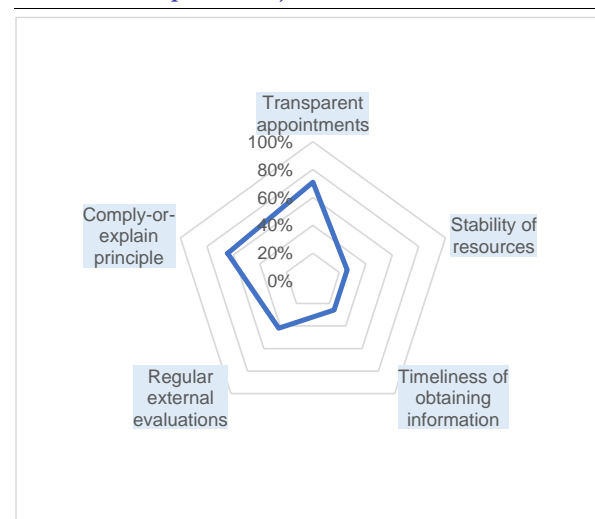 Transparent
appointments
100%
80%
60%
40%
20%
0%
Comply-or-
explain
principle
Stability of
resources
Regular
external
evaluations
Timeliness of
obtaining
information